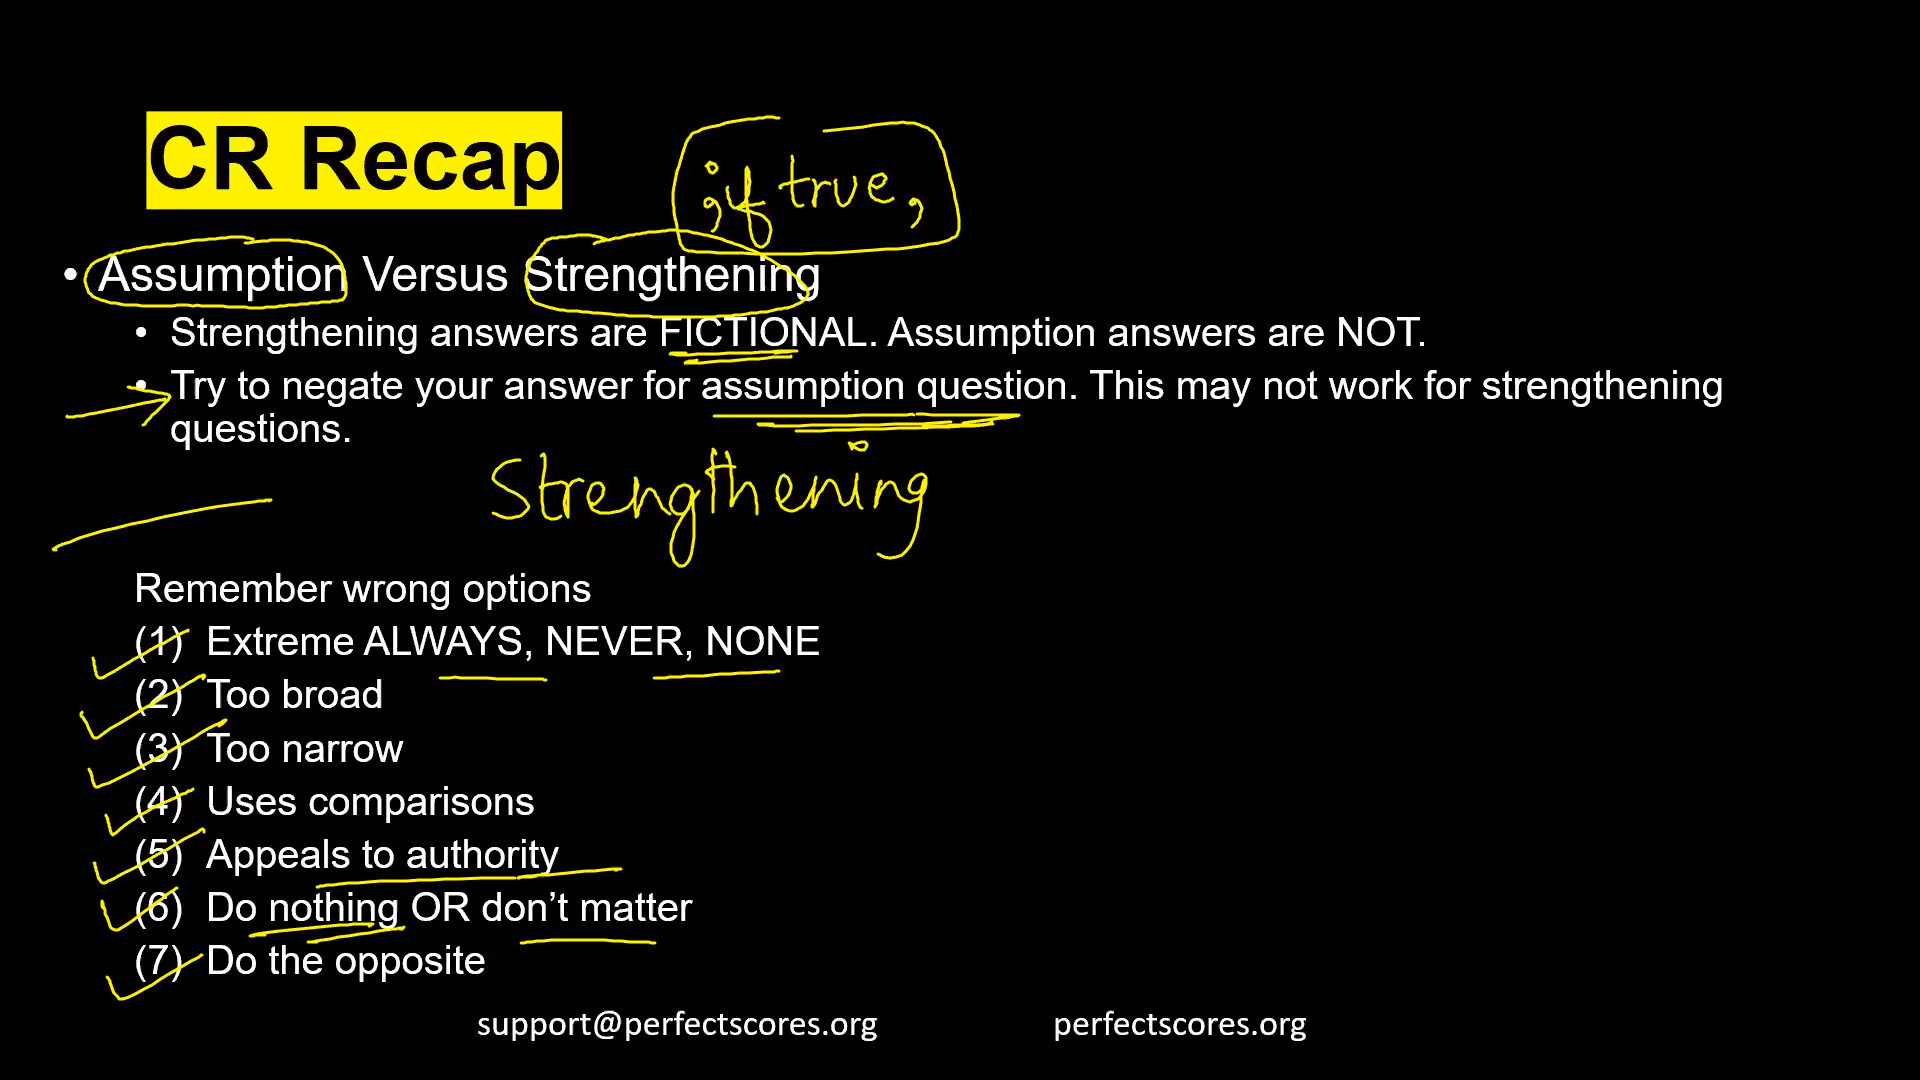 CR Recap
;if true,
• Assumption Versus Strengthening
• Strengthening answers are FICTIONAL. Assumption answers are NOT.
• Try to negate your answer for assumption question. This may not work for strengthening
questions.
Strengthening
Remember wrong options
(1) Extreme ALWAYS, NEVER, NONE
(2) Too broad
(3) Too narrow
(4) Uses comparisons
(5) Appeals to authority
(6) Do nothing OR don’t matter
(7) Do the opposite
support@perfectscores.org perfectscores.org